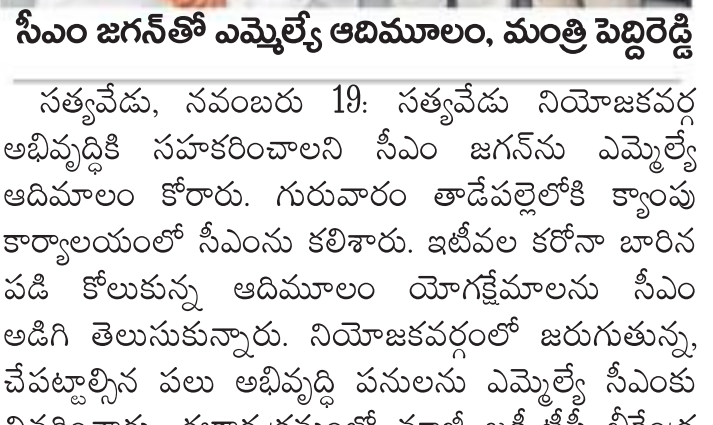 సీఎం జగన్‌తో ఎమ్మెల్యే ఆదిమూలం, మంత్రి పెద్దిరెడ్డి
సత్యవేడు, నవంబరు 19: సత్యవేడు నియోజకవర్గ
అభివృద్ధికి సహకరించాలని సీఎం జగన్‌ను ఎమ్మెల్యే
ఆదిమాలం కోరారు. గురువారం తాడేపల్లెలోకి క్యాంపు
కార్యాలయంలో సీఎంను కలిశారు. ఇటీవల కరోనా బారిన
పడి కోలుకున్న ఆదిమూలం యోగక్షేమాలను సీఎం
అడిగి తెలుసుకున్నారు. నియోజకవర్గంలో జరుగుతున్న,
చేపట్టాల్సిన పలు అభివృద్ధి పనులను ఎమ్మెల్యే సీఎంకు